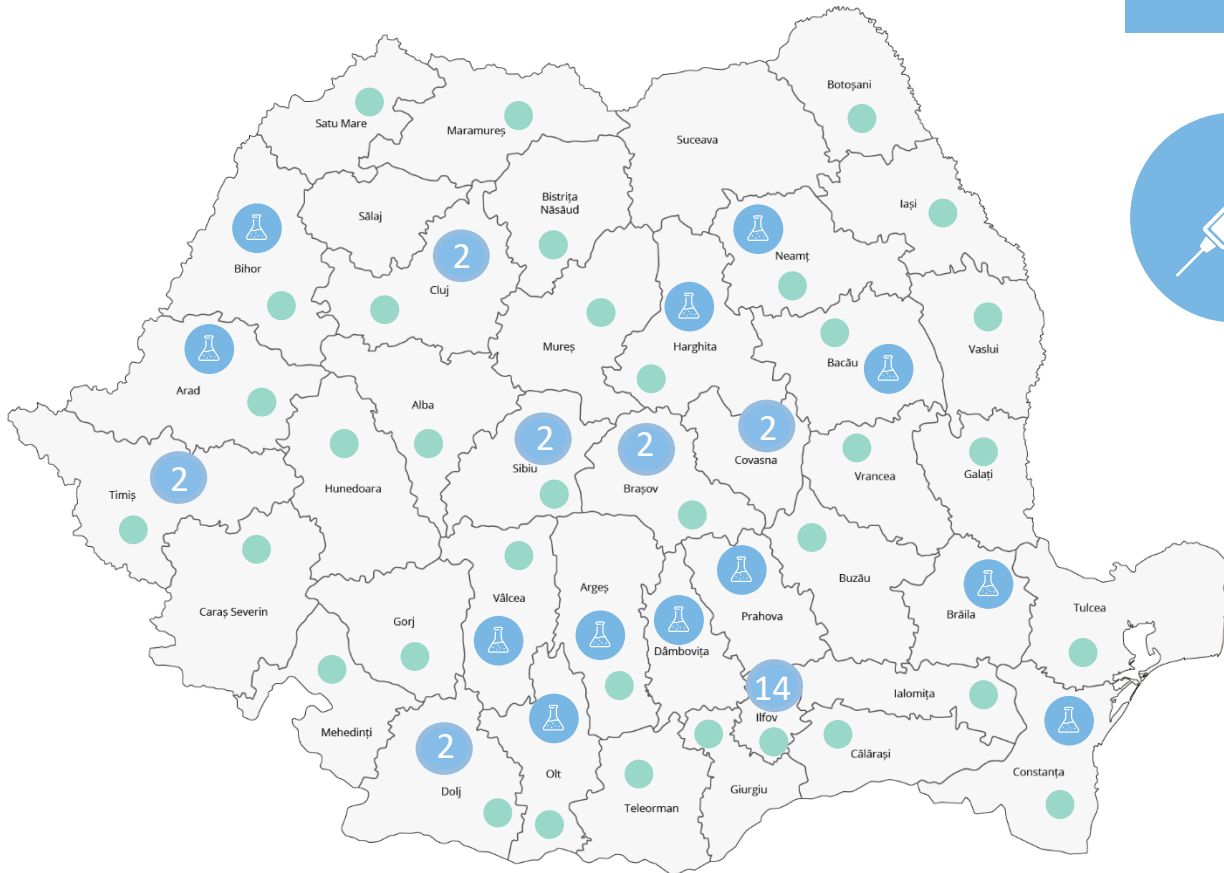 Botoșani
Satu Mare
Maramureș
Suceava
Bistrița
Năsăud
Iași
Sălaj
2
Cluj
Neamț
Bihor
Mureș
Harghita
Bacău
Vaslui
Arad
Alba
2
Sibiu
2
Brașov
2
Covasna
Vrancea
Galați
2
Timiș
Hunedoara
Caraș Severin
Gorj
Vâlcea
Argeș
Dâmbovița
Prahova
Buzău
Brăila
Tulcea
14
Ilfov
Ialomița
Mehedinți
2
Dolj
Olt
Teleorman
Giurgiu
Călărași
Constanța